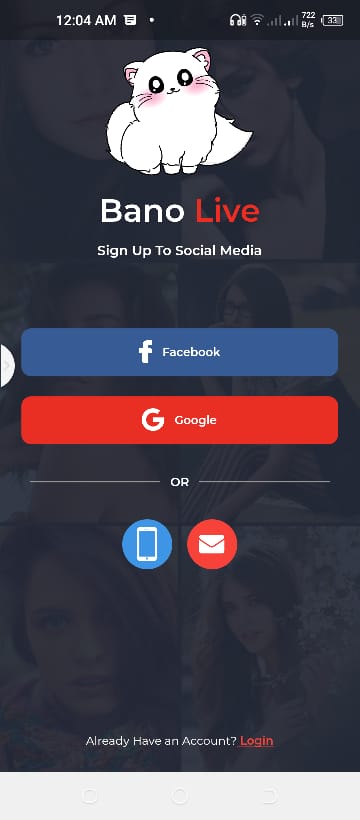 12:04 AM
722
B/s
33
Bano Live
Sign Up To Social Media
Facebook
Google
OR
Already Have an Account? Login